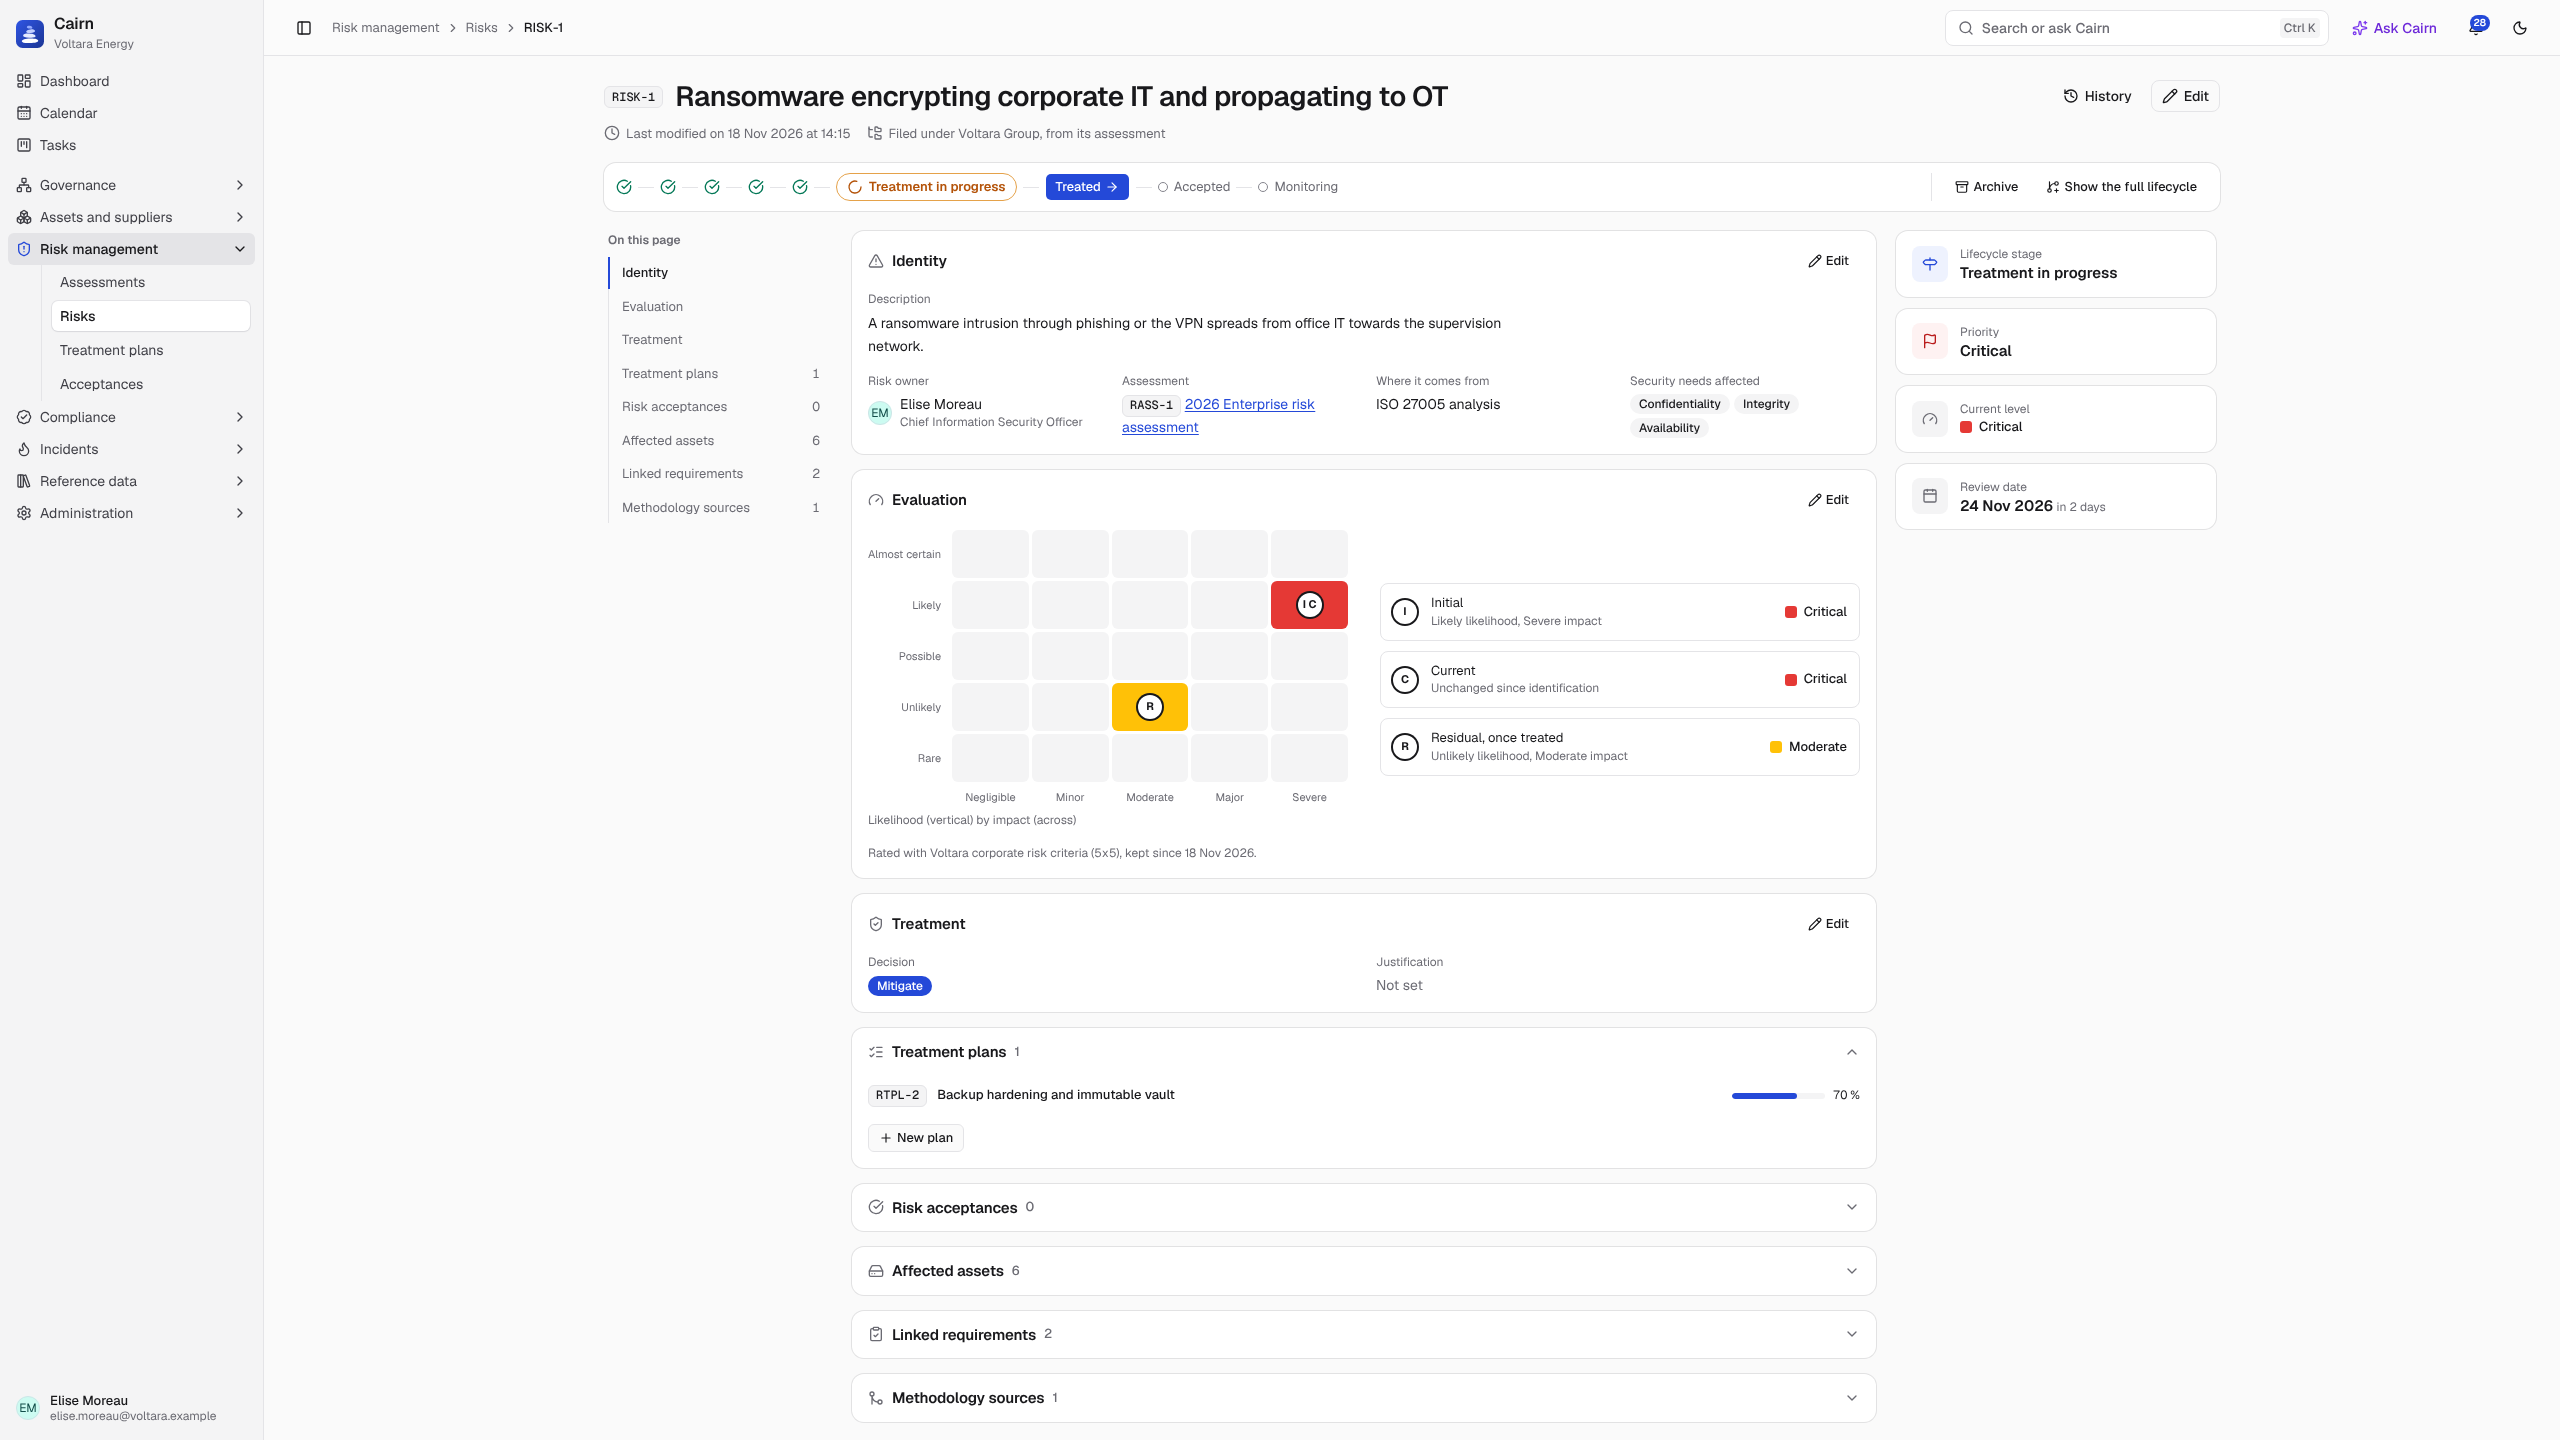 Cairn
Voltara Energy
Dashboard
Calendar
Tasks
Governance
Assets and suppliers
Risk management
Assessments
Risks
Treatment plans
Acceptances
Compliance
Incidents
Reference data
Administration
Elise Moreau
EM
elise.moreau@voltara.example
Risk management > Risks > RISK-1
Search or ask Cairn
Ctrl K
Ask Cairn
28
RISK-1
Ransomware encrypting corporate IT and propagating to OT
Last modified on 18 Nov 2026 at 14:15
Filed under Voltara Group, from its assessment
History
Edit
Treatment in progress
Treated
Accepted
Monitoring
Archive
Show the full lifecycle
On this page
Identity
Evaluation
Treatment
Treatment plans 1
Risk acceptances 0
Affected assets 6
Linked requirements 2
Methodology sources 1
Identity
Edit
Description
A ransomware intrusion through phishing or the VPN spreads from office IT towards the supervision
network.
Risk owner
EM
Elise Moreau
Chief Information Security Officer
Assessment
RASS-1 2026 Enterprise risk
assessment
Where it comes from
ISO 27005 analysis
Security needs affected
Confidentiality
Integrity
Availability
Evaluation
Edit
Almost certain
Likely
I C
Possible
Unlikely
R
Rare
Negligible
Minor
Moderate
Major
Severe
Likelihood (vertical) by impact (across)
Rated with Voltara corporate risk criteria (5x5), kept since 18 Nov 2026.
I
Initial
Likely likelihood, Severe impact
Critical
C
Current
Unchanged since identification
Critical
R
Residual, once treated
Unlikely likelihood, Moderate impact
Moderate
Treatment
Edit
Decision
Mitigate
Justification
Not set
Treatment plans 1
RTPL-2
Backup hardening and immutable vault
70 %
New plan
Risk acceptances 0
Affected assets 6
Linked requirements 2
Methodology sources 1
Lifecycle stage
Treatment in progress
Priority
Critical
Current level
Critical
Review date
24 Nov 2026 in 2 days